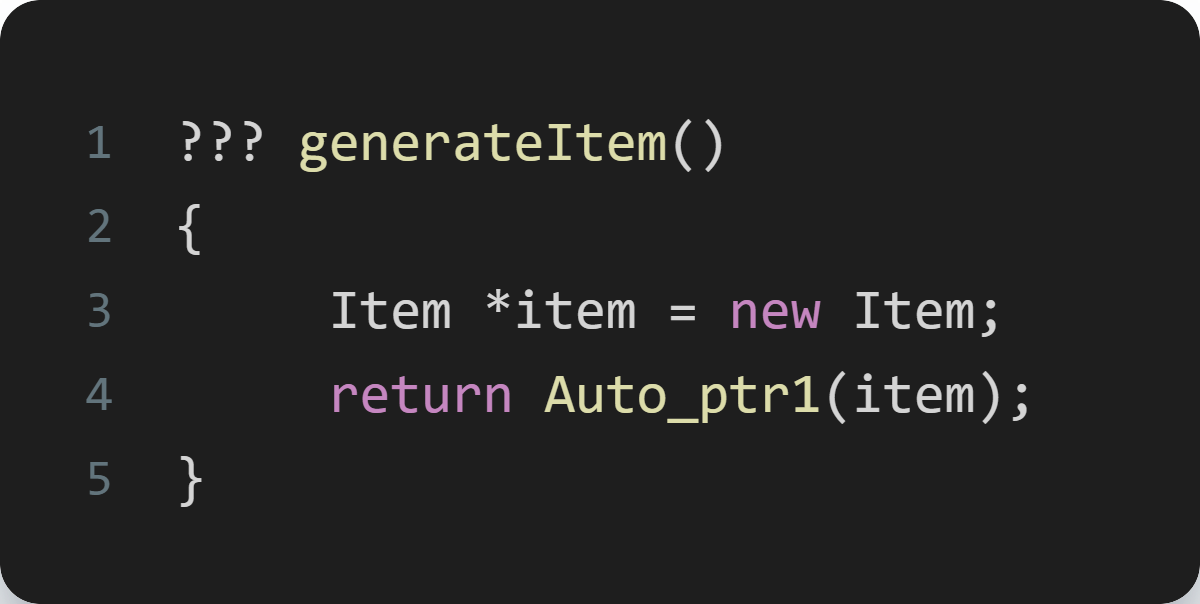 1 ??? generateItem()
2 {
3 Item *item = new Item;
4 return Auto_ptr1(item);
5 }